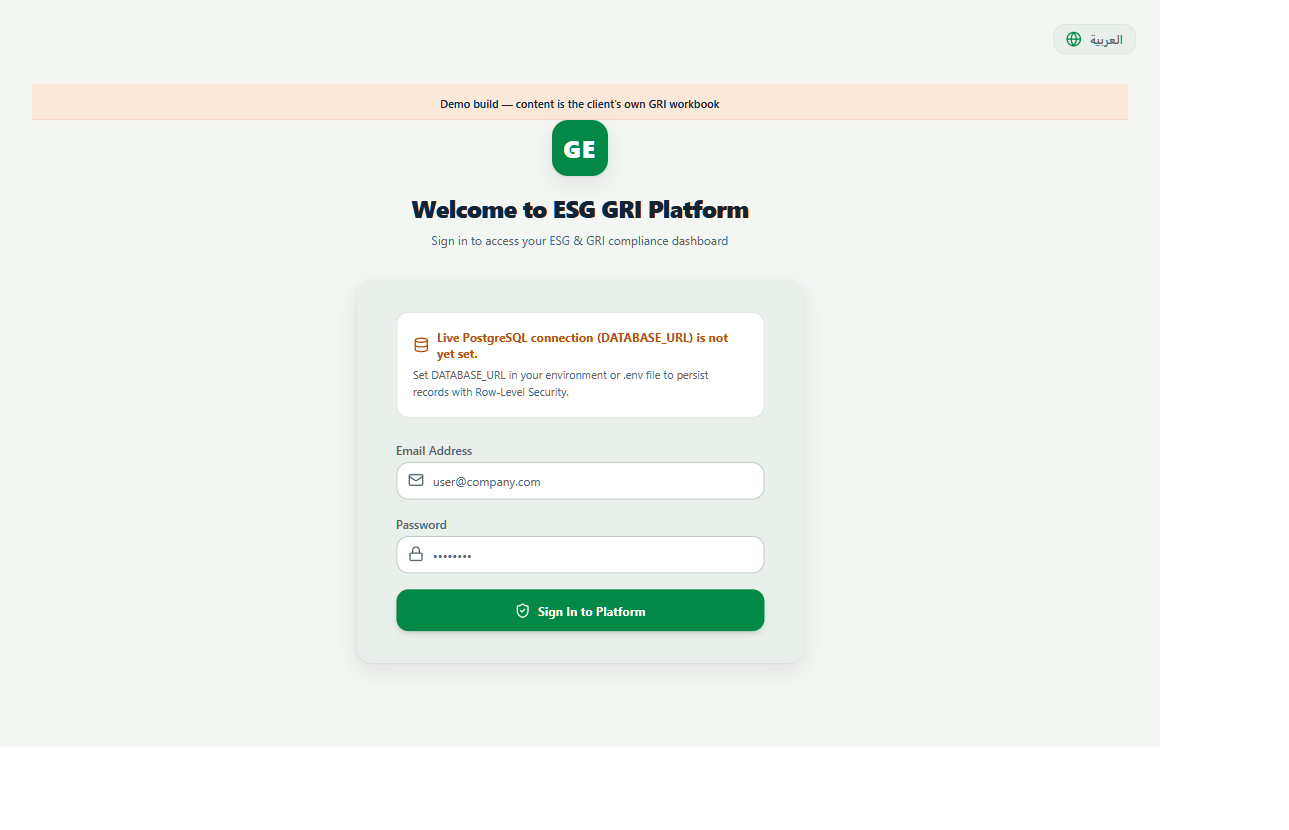 العربية
Demo build — content is the client's own GRI workbook
GE
Welcome to ESG GRI Platform
Sign in to access your ESG & GRI compliance dashboard
Live PostgreSQL connection (DATABASE_URL) is not
yet set.
Set DATABASE_URL in your environment or .env file to persist
records with Row-Level Security.
Email Address
user@company.com
Password
••••••••
Sign In to Platform